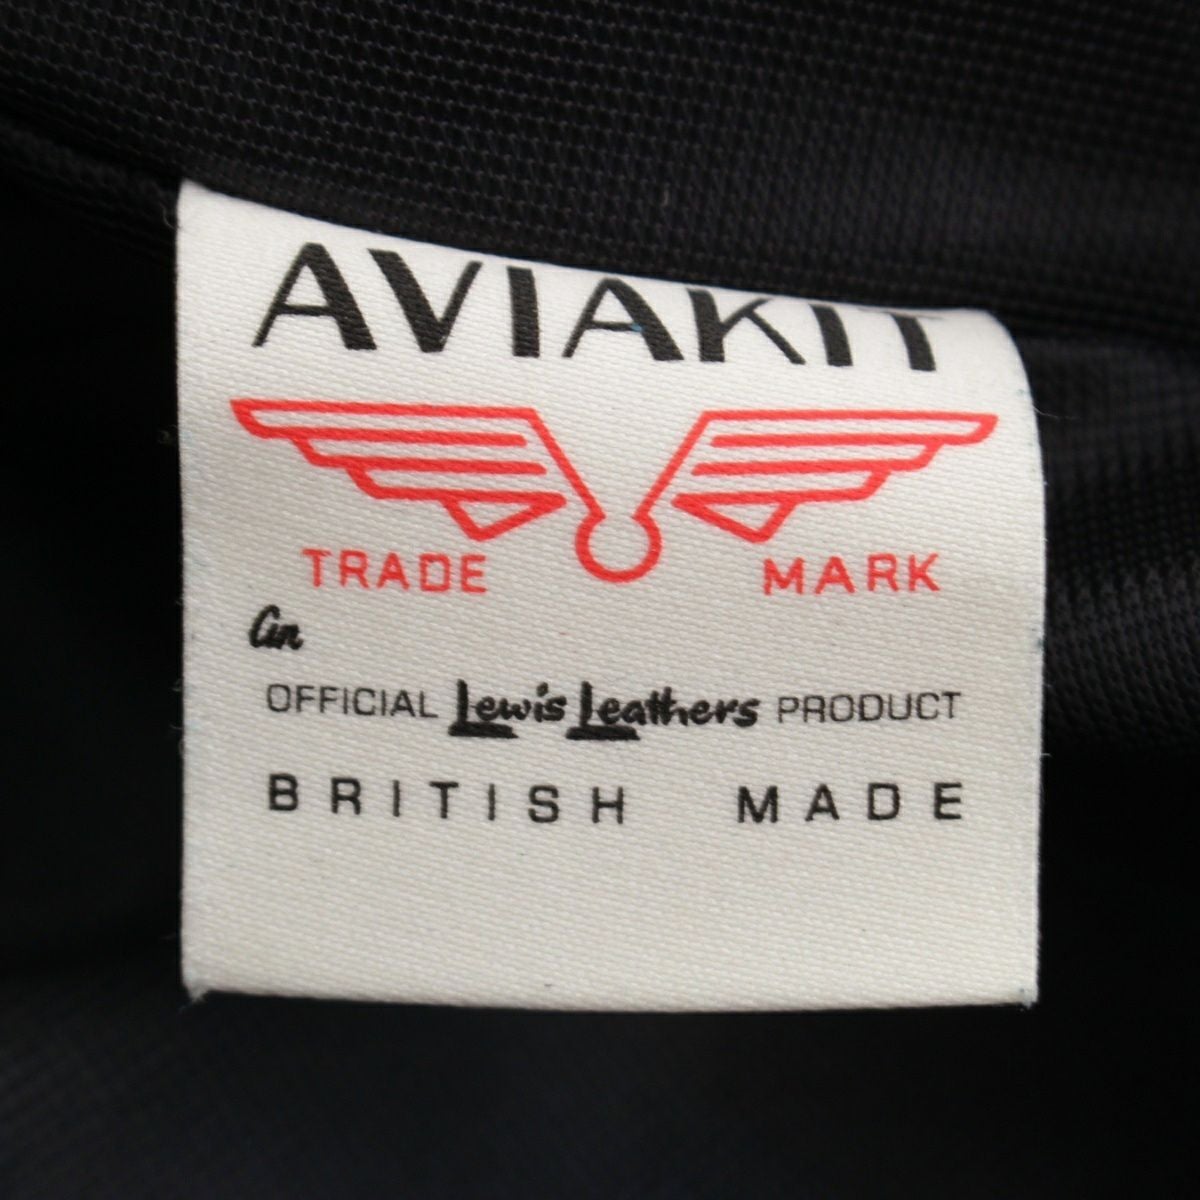 AVIAKIT
TRADE MARK
An
OFFICIAL Lewis Leathers PRODUCT
BRITISH MADE